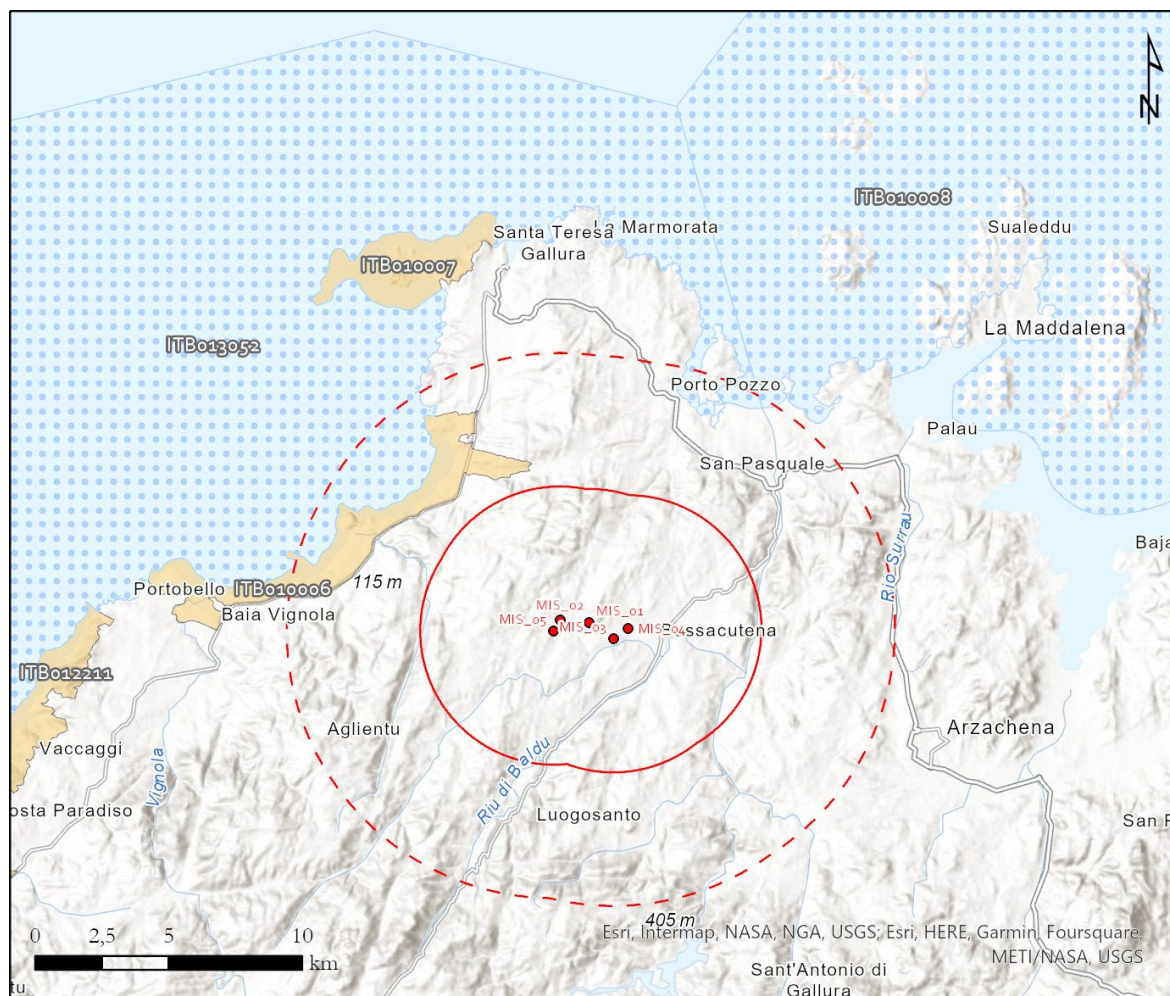 N
ITB010008
Santa Teresa
Gallura
La Marmorata
Sualeddu
ITB010007
La Maddalena
ITB013052
Porto Pozzo
Palau
San Pasquale
Rio Surrau
Baja
Portobello
ITB010006
115 m
Baia Vignola
MIS_02
MIS_01
MIS_05
MIS_03
MIS_04
Bassacutena
ITB012211
Aglientu
Arzachena
Vaccaggi
Vignola
Riu di Baldu
osta Paradiso
Luogosanto
San P
405 m
0 2,5 5 10
km
Esri, Intermap, NASA, NGA, USGS; Esri, HERE, Garmin, Foursquare,
METI/NASA, USGS
Sant'Antonio di
Gallura
tu